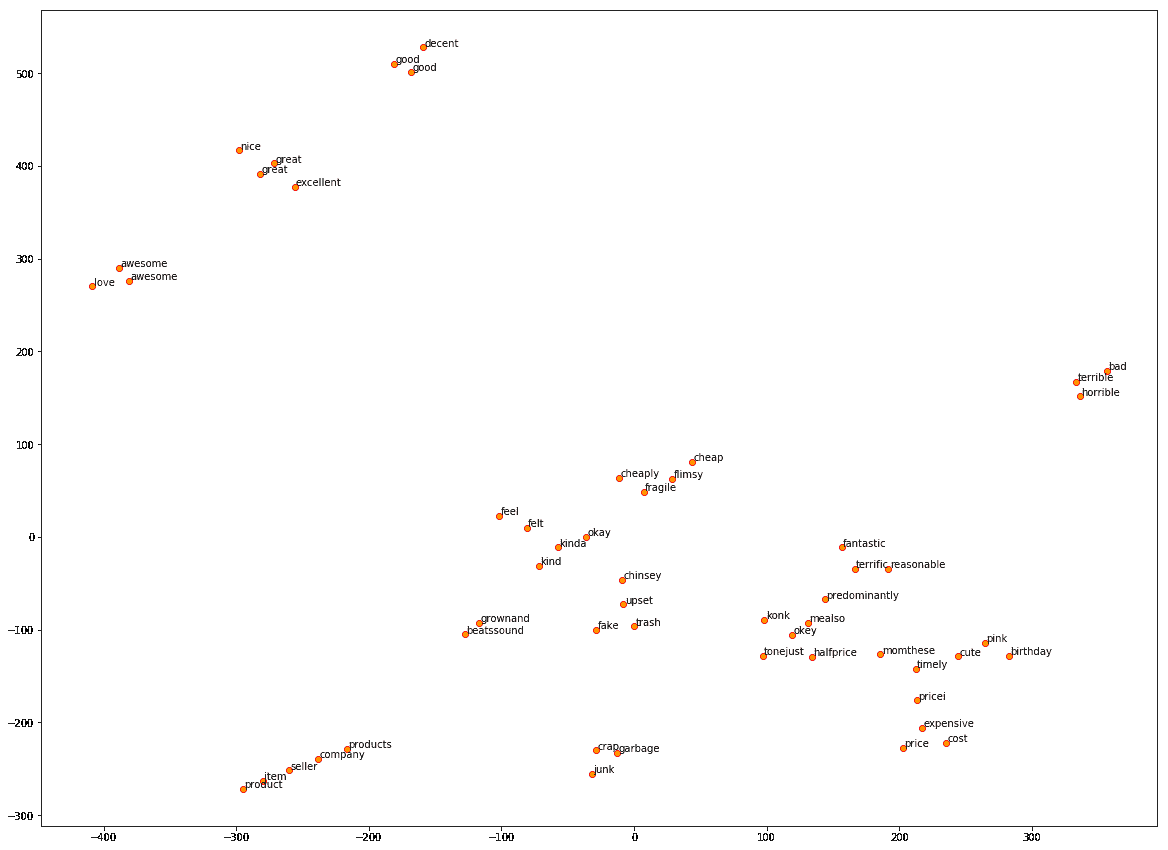 decent
500
good
good
nice
400
great
great
excellent
300
awesome
love
awesome
200
bad
terrible
horrible
100
cheap
cheaply
flimsy
fragile
feel
felt
0
okay
kinda
fantastic
kind
terrific
reasonable
chinsey
predominantly
upset
konk
mealso
grownand
−100
fake
trash
beatssound
okey
pink
tonejust
halfprice
momthese
cute
birthday
timely
pricei
−200
expensive
products
crap
garbage
price
cost
company
seller
junk
item
product
−300
−400 −300 −200 −100 0 100 200 300